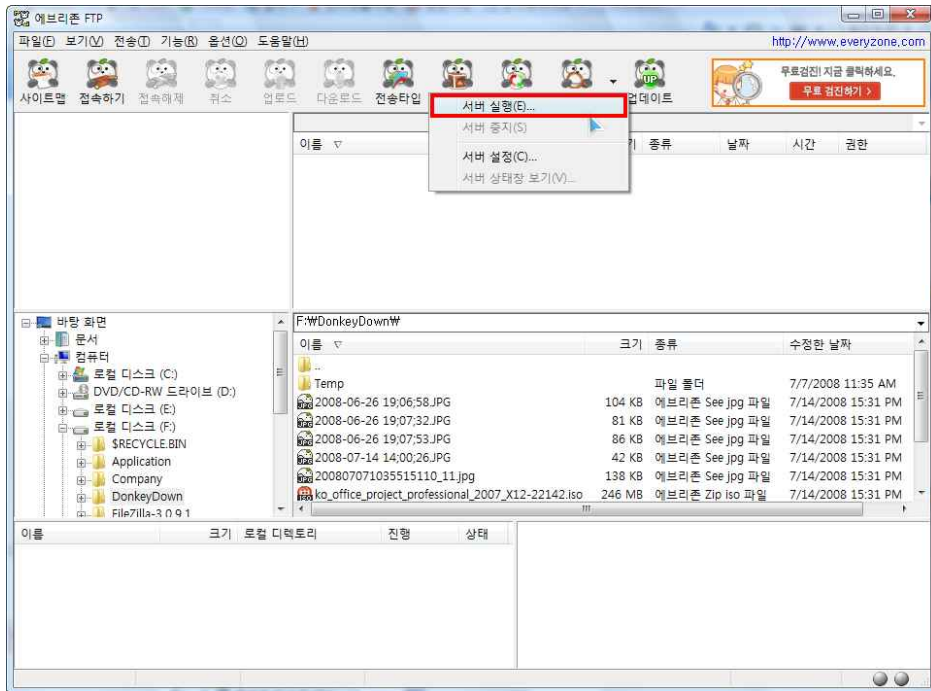 에브리존 FTP
파일(F) 보기(V) 전송(T) 기능(R) 옵션(O) 도움말(H)
http://www.everyzone.com
사이트맵 접속하기 접속해제 취소 업로드 다운로드 전송타입 업데이트
UP
무료검진! 지금 클릭하세요.
무료 검진하기 >
서버 실행(E)...
서버 중지(S)
서버 설정(C)...
서버 상태창 보기(V)...
이름 기 종류 날짜 시간 권한
바탕 화면
문서
컴퓨터
로컬 디스크 (C:)
DVD/CD-RW 드라이브 (D:)
로컬 디스크 (E:)
로컬 디스크 (F:)
$RECYCLE.BIN
Application
Company
DonkeyDown
FileZilla-3.0.9.1
F:₩DonkeyDown₩
이름 크기 종류 수정한 날짜
..
Temp 파일 폴더 7/7/2008 11:35 AM
2008-06-26 19;06;58.JPG 104 KB 에브리존 See jpg 파일 7/14/2008 15:31 PM
2008-06-26 19;07;32.JPG 81 KB 에브리존 See jpg 파일 7/14/2008 15:31 PM
2008-06-26 19;07;53.JPG 86 KB 에브리존 See jpg 파일 7/14/2008 15:31 PM
2008-07-14 14;00;26.JPG 42 KB 에브리존 See jpg 파일 7/14/2008 15:31 PM
200807071035515110_11.jpg 138 KB 에브리존 See jpg 파일 7/14/2008 15:31 PM
ko_office_project_professional_2007_X12-22142.iso 246 MB 에브리존 Zip iso 파일 7/14/2008 15:31 PM
이름 크기 로컬 디렉토리 진행 상태